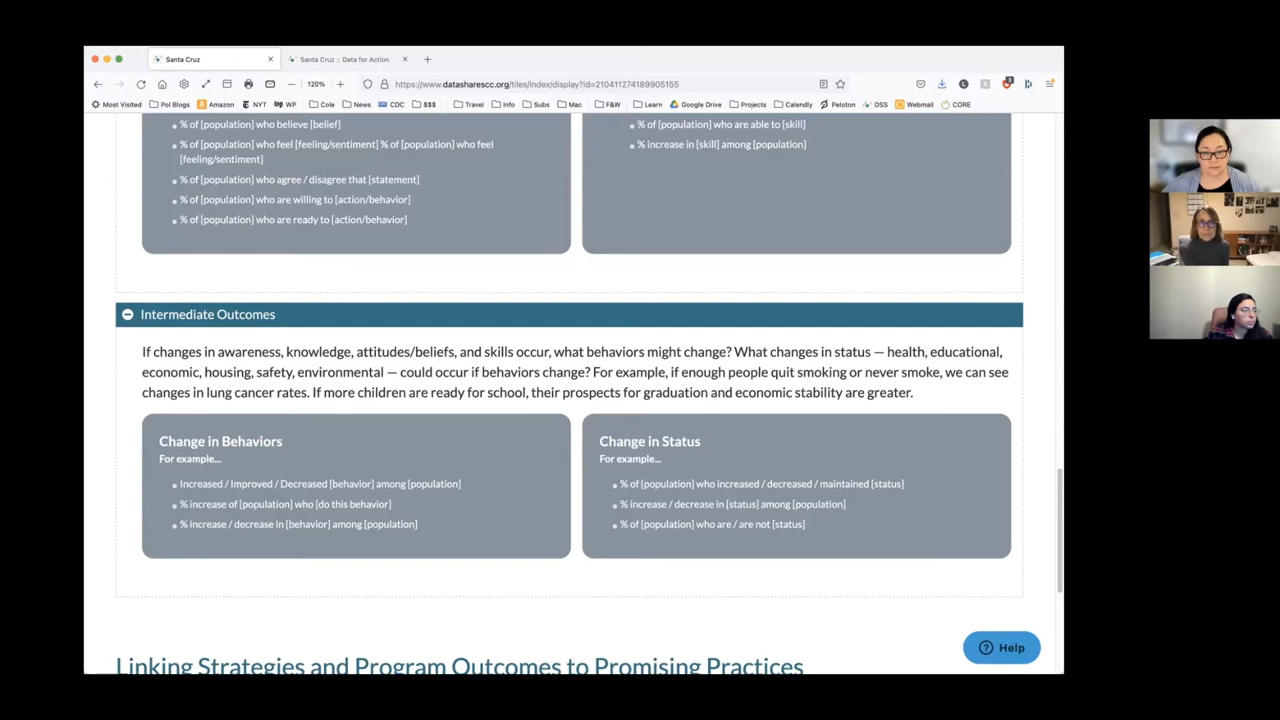 Santa Cruz
Santa Cruz :: Data for Action
120%
https://www.datasharescc.org/tiles/index/display?id=210411274189905155
3
Most Visited
Pol Blogs
Amazon
NYT
WP
Cole
News
CDC
$$$
Travel
Info
Subs
Mac
F&W
Learn
Google Drive
Projects
Calendly
Peloton
DSS
Webmail
CORE
% of [population] who believe [belief]
% of [population] who feel [feeling/sentiment] % of [population] who feel
[feeling/sentiment]
% of [population] who agree / disagree that [statement]
% of [population] who are willing to [action/behavior]
% of [population] who are ready to [action/behavior]
% of [population] who are able to [skill]
% increase in [skill] among [population]
Intermediate Outcomes
If changes in awareness, knowledge, attitudes/beliefs, and skills occur, what behaviors might change? What changes in status — health, educational,
economic, housing, safety, environmental — could occur if behaviors change? For example, if enough people quit smoking or never smoke, we can see
changes in lung cancer rates. If more children are ready for school, their prospects for graduation and economic stability are greater.
Change in Behaviors
For example...
Increased / Improved / Decreased [behavior] among [population]
% increase of [population] who [do this behavior]
% increase / decrease in [behavior] among [population]
Change in Status
For example...
% of [population] who increased / decreased / maintained [status]
% increase / decrease in [status] among [population]
% of [population] who are / are not [status]
Linking Strategies and Program Outcomes to Promising Practices
Help